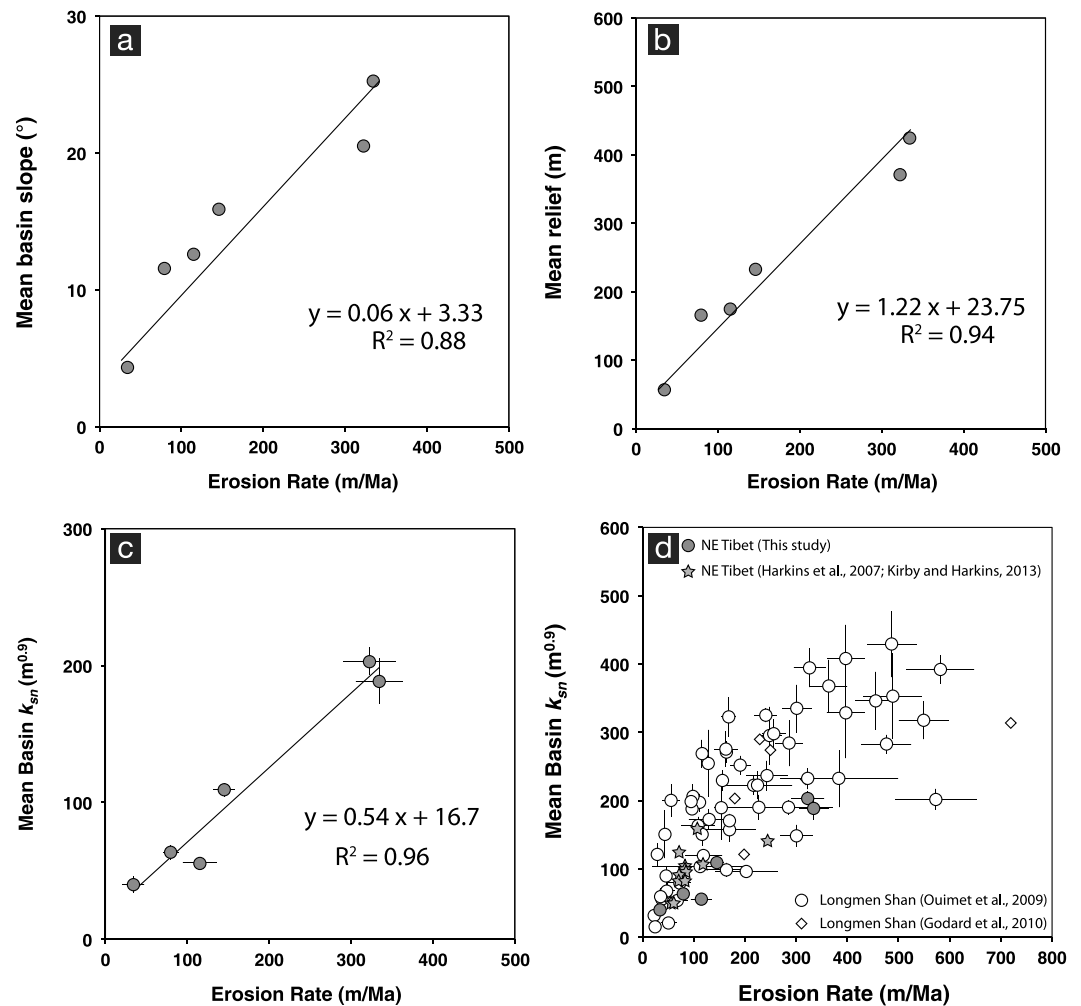 a
30
20
10
0
Mean basin slope (°)
y = 0.06 x + 3.33
R² = 0.88
0 100 200 300 400 500
Erosion Rate (m/Ma)
b
600
500
400
300
200
100
0
Mean relief (m)
y = 1.22 x + 23.75
R² = 0.94
0 100 200 300 400 500
Erosion Rate (m/Ma)
c
300
200
100
0
Mean Basin ksn (m0.9)
y = 0.54 x + 16.7
R² = 0.96
0 100 200 300 400 500
Erosion Rate (m/Ma)
d
600
500
400
300
200
100
0
Mean Basin ksn (m0.9)
NE Tibet (This study)
NE Tibet (Harkins et al., 2007; Kirby and Harkins, 2013)
Longmen Shan (Ouimet et al., 2009)
Longmen Shan (Godard et al., 2010)
0 100 200 300 400 500 600 700 800
Erosion Rate (m/Ma)